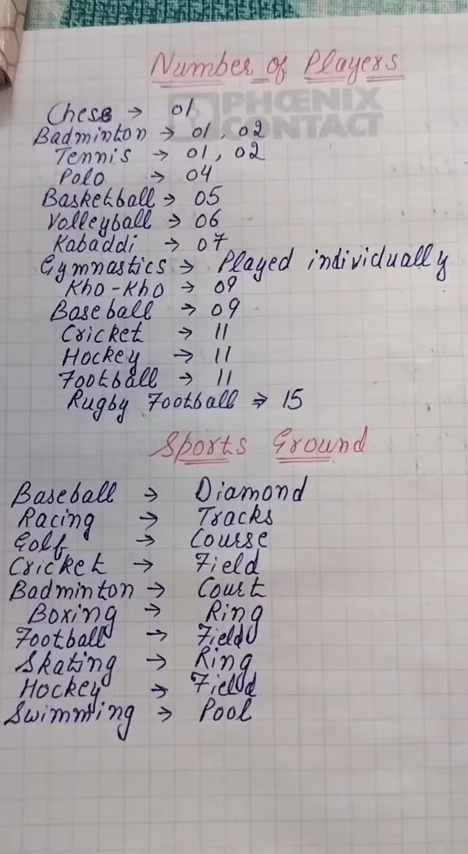 Number of Players
PHŒNIX
CONTACT
Chess → 01
Badminton → 01, 02
Tennis → 01, 02
Polo → 04
Basketball → 05
Volleyball → 06
Kabaddi → 07
Gymnastics → Played individually
Kho-Kho → 09
Baseball → 09
Cricket → 11
Hockey → 11
Football → 11
Rugby Football → 15
Sports Ground
Baseball → Diamond
Racing → Tracks
Golf → Course
Cricket → Field
Badminton → Court
Boxing → Ring
Football → Field
Skating → Ring
Hockey → Field
Swimming → Pool